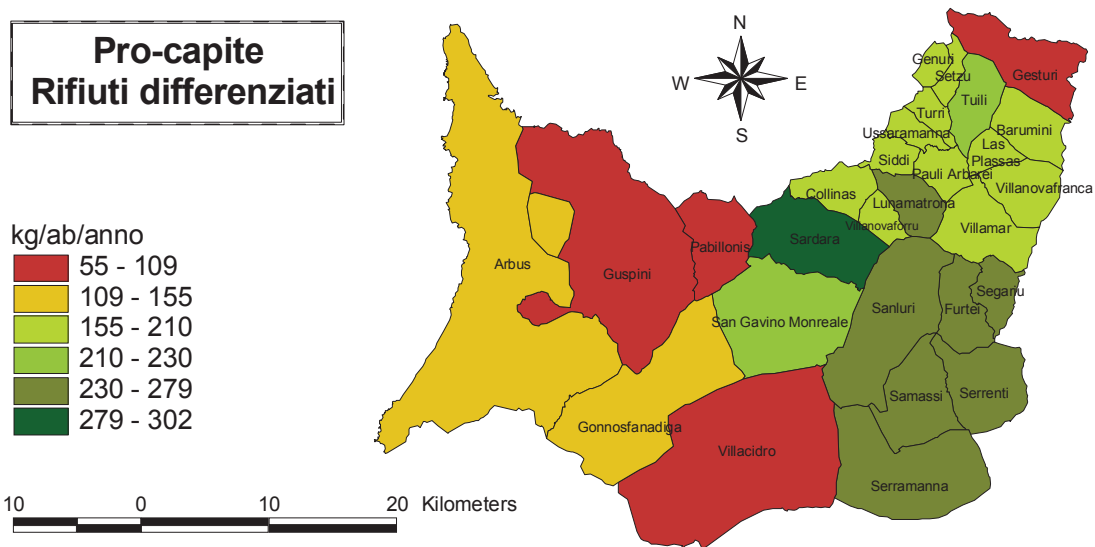 Pro-capite
Rifiuti differenziati
N
W
E
S
kg/ab/anno
55 - 109
109 - 155
155 - 210
210 - 230
230 - 279
279 - 302
10 0 10 20 Kilometers
Genuri
Setzu
Gesturi
Tuili
Turri
Barumini
Ussaramanna
Las
Plassas
Siddi
Pauli Arbarei
Villanovafranca
Collinas
Lunamatrona
Villanovaforru
Villamar
Sardara
Pabillonis
Arbus
Guspini
Segariu
Sanluri
Furtei
San Gavino Monreale
Samassi
Serrenti
Gonnosfanadiga
Villacidro
Serramanna